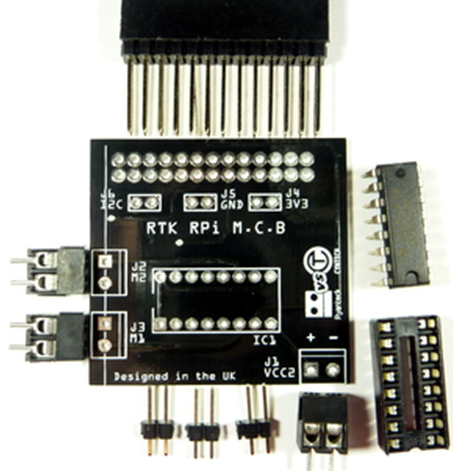 J6 J5 J4
I2C GND 3V3
RTK RPi M.C.B
J2
M2
J3
M1
IC1
+ -
J1
VCC2
Designed in the UK